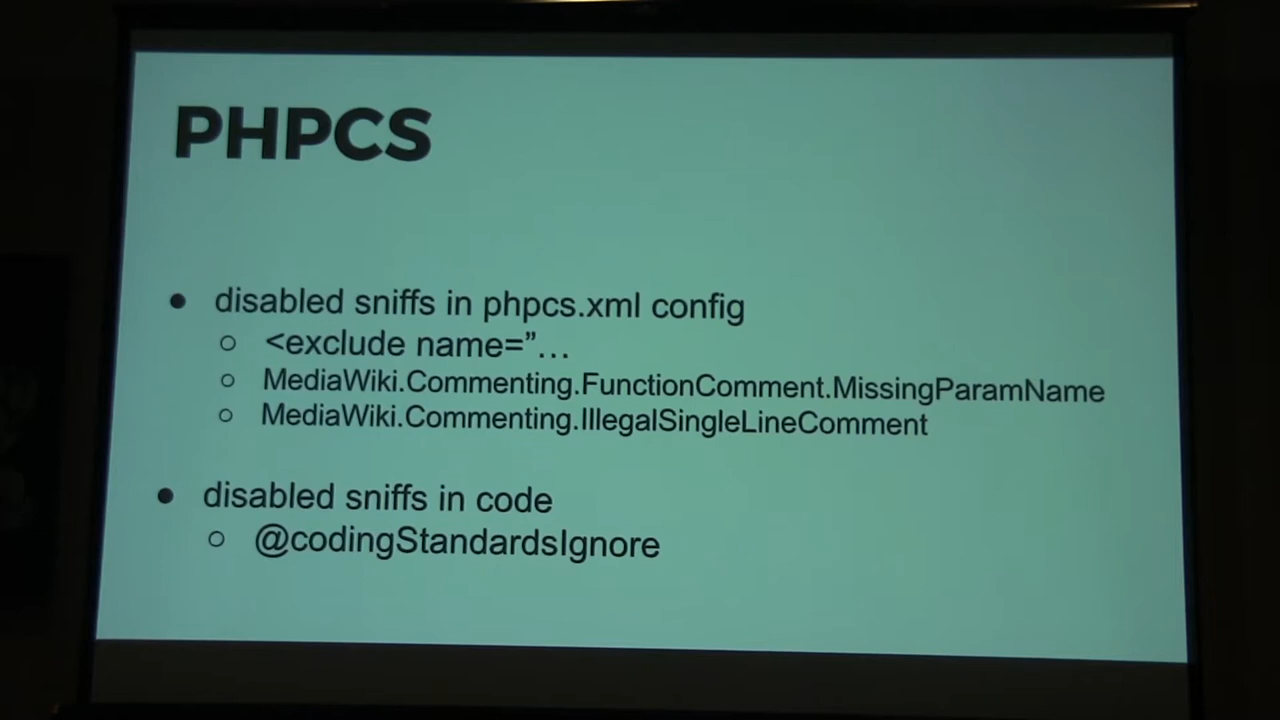 PHPCS
● disabled sniffs in phpcs.xml config
○ <exclude name=”…
○ MediaWiki.Commenting.FunctionComment.MissingParamName
○ MediaWiki.Commenting.IllegalSingleLineComment
● disabled sniffs in code
○ @codingStandardsIgnore